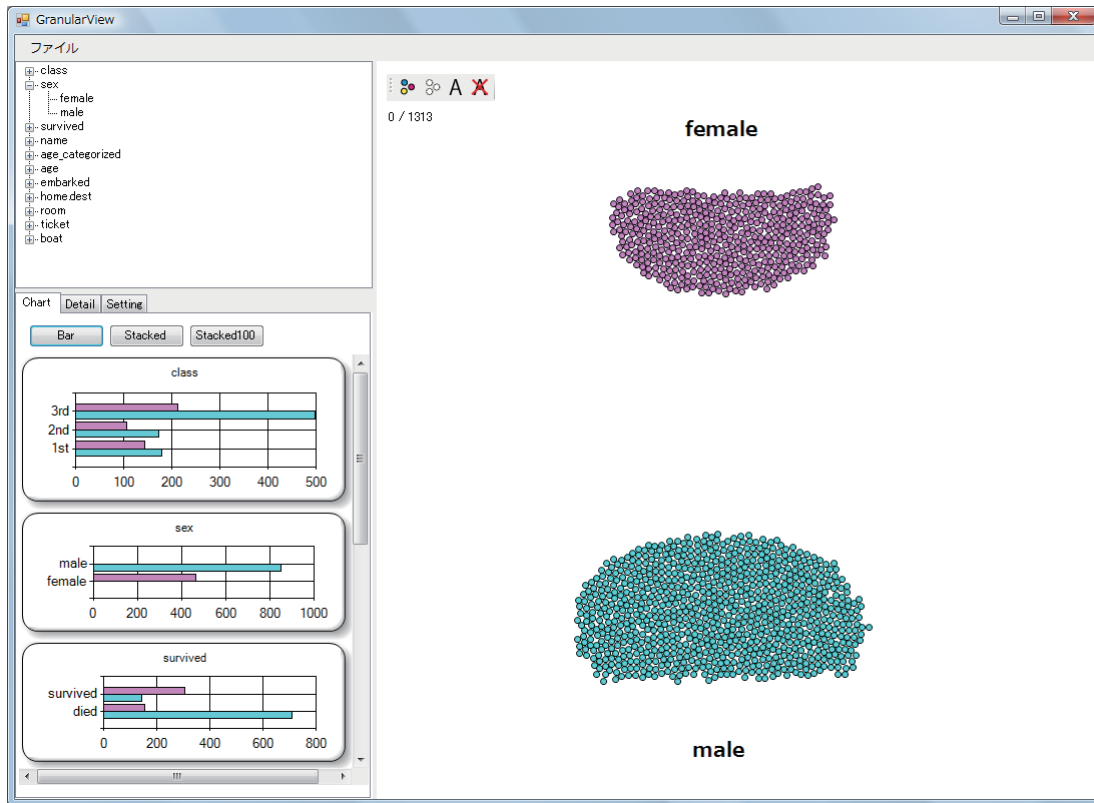 GranularView
ファイル
class
sex
female
male
survived
name
age_categorized
age
embarked
home.dest
room
ticket
boat
Chart Detail Setting
Bar Stacked Stacked100
class
3rd
2nd
1st
0 100 200 300 400 500
sex
male
female
0 200 400 600 800 1000
survived
survived
died
0 200 400 600 800
A A
0 / 1313
female
male